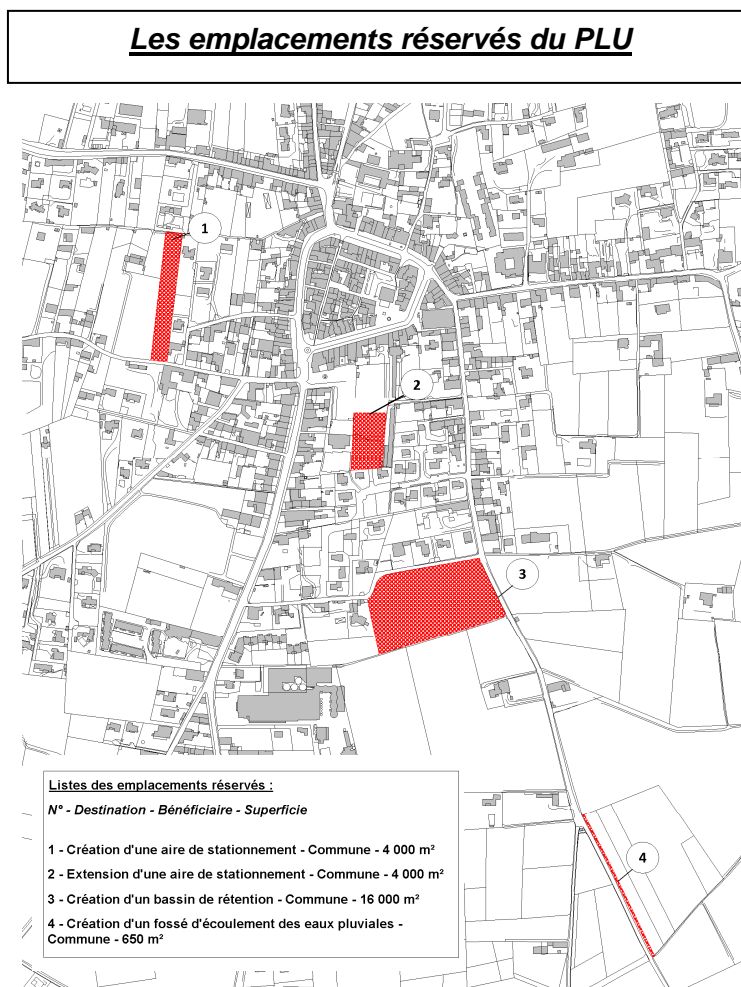 Les emplacements réservés du PLU
1
2
3
4
Listes des emplacements réservés :
N° - Destination - Bénéficiaire - Superficie
1 - Création d'une aire de stationnement - Commune - 4 000 m²
2 - Extension d'une aire de stationnement - Commune - 4 000 m²
3 - Création d'un bassin de rétention - Commune - 16 000 m²
4 - Création d'un fossé d'écoulement des eaux pluviales -
Commune - 650 m²